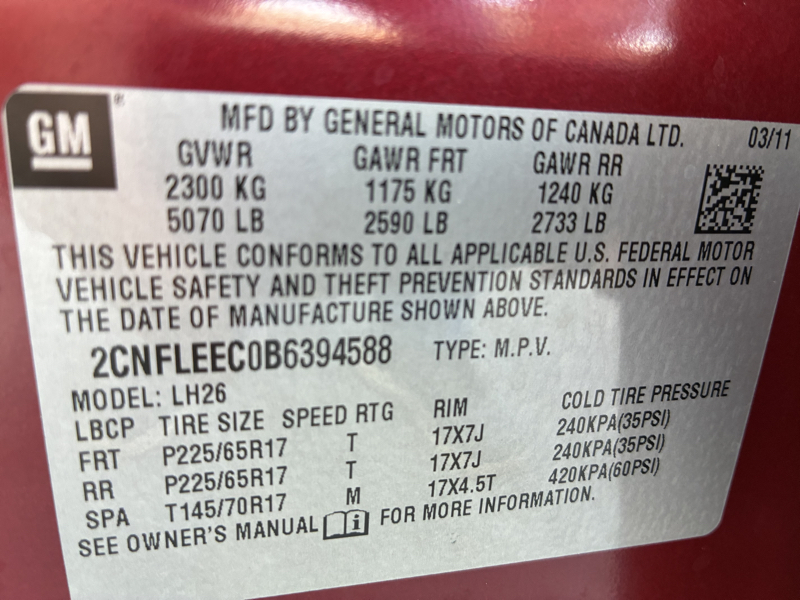 GM®
MFD BY GENERAL MOTORS OF CANADA LTD. 03/11
GVWR GAWR FRT GAWR RR
2300 KG 1175 KG 1240 KG
5070 LB 2590 LB 2733 LB
THIS VEHICLE CONFORMS TO ALL APPLICABLE U.S. FEDERAL MOTOR
VEHICLE SAFETY AND THEFT PREVENTION STANDARDS IN EFFECT ON
THE DATE OF MANUFACTURE SHOWN ABOVE.
2CNFLEEC0B6394588 TYPE: M.P.V.
MODEL: LH26
LBCP TIRE SIZE SPEED RTG RIM COLD TIRE PRESSURE
FRT P225/65R17 T 17X7J 240KPA(35PSI)
RR P225/65R17 T 17X7J 240KPA(35PSI)
SPA T145/70R17 M 17X4.5T 420KPA(60PSI)
SEE OWNER'S MANUAL i FOR MORE INFORMATION.